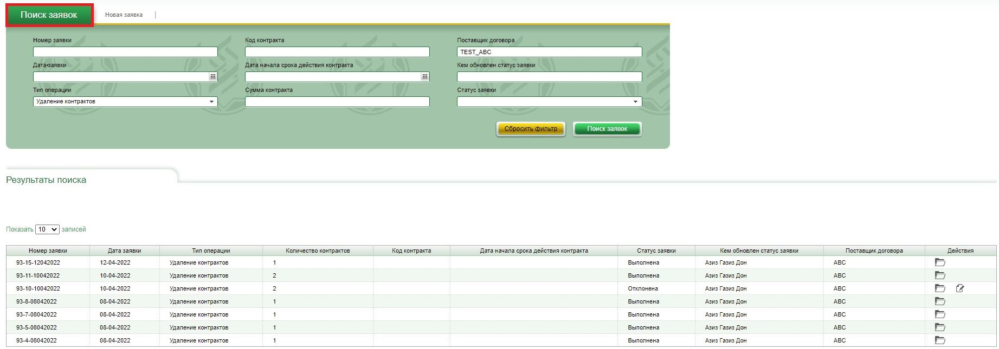 Поиск заявок Новая заявка |
Номер заявки Код контракта Поставщик договора
TEST_ABC
Дата заявки Дата начала срока действия контракта Кем обновлен статус заявки
Тип операции Сумма контракта Статус заявки
Удаление контрактов
Сбросить фильтр Поиск заявок
Результаты поиска
Показать 10 записей
Номер заявки Дата заявки Тип операции Количество контрактов Код контракта Дата начала срока действия контракта Статус заявки Кем обновлен статус заявки Поставщик договора Действия
93-15-12042022 12-04-2022 Удаление контрактов 1 Выполнена Азиз Газиз Дон ABC
93-11-10042022 10-04-2022 Удаление контрактов 2 Выполнена Азиз Газиз Дон ABC
93-10-10042022 10-04-2022 Удаление контрактов 2 Отклонена Азиз Газиз Дон ABC
93-8-08042022 08-04-2022 Удаление контрактов 1 Выполнена Азиз Газиз Дон ABC
93-7-08042022 08-04-2022 Удаление контрактов 1 Выполнена Азиз Газиз Дон ABC
93-5-08042022 08-04-2022 Удаление контрактов 1 Выполнена Азиз Газиз Дон ABC
93-4-08042022 08-04-2022 Удаление контрактов 1 Выполнена Азиз Газиз Дон ABC